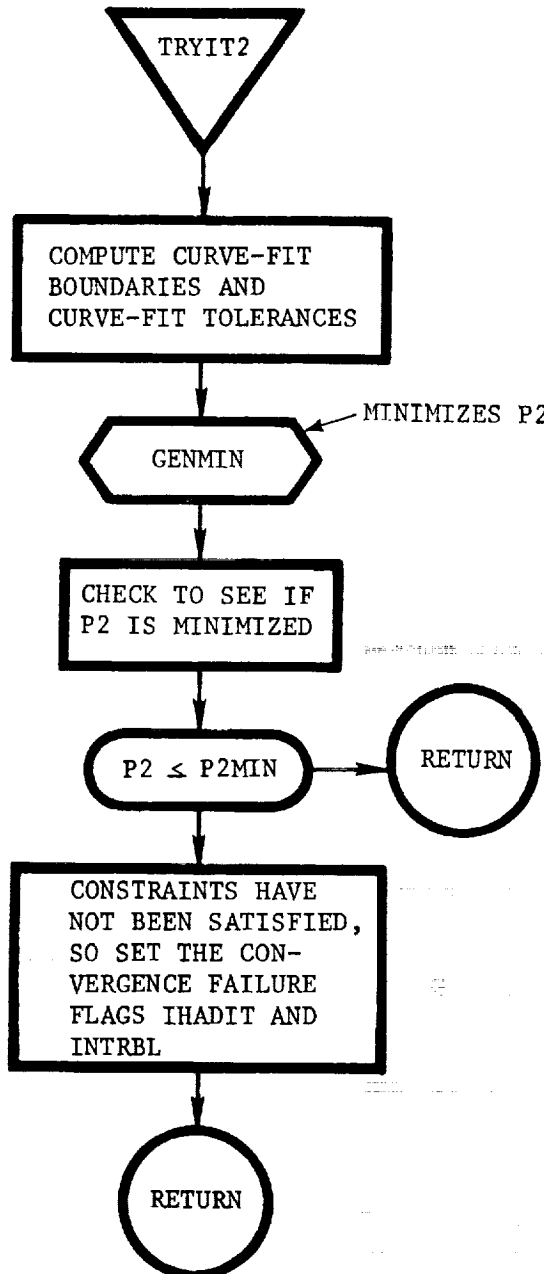 TRYIT2
COMPUTE CURVE-FIT
BOUNDARIES AND
CURVE-FIT TOLERANCES
MINIMIZES P2
GENMIN
CHECK TO SEE IF
P2 IS MINIMIZED
P2 ≤ P2MIN
RETURN
CONSTRAINTS HAVE
NOT BEEN SATISFIED,
SO SET THE CON-
VERGENCE FAILURE
FLAGS IHADIT AND
INTRBL
RETURN